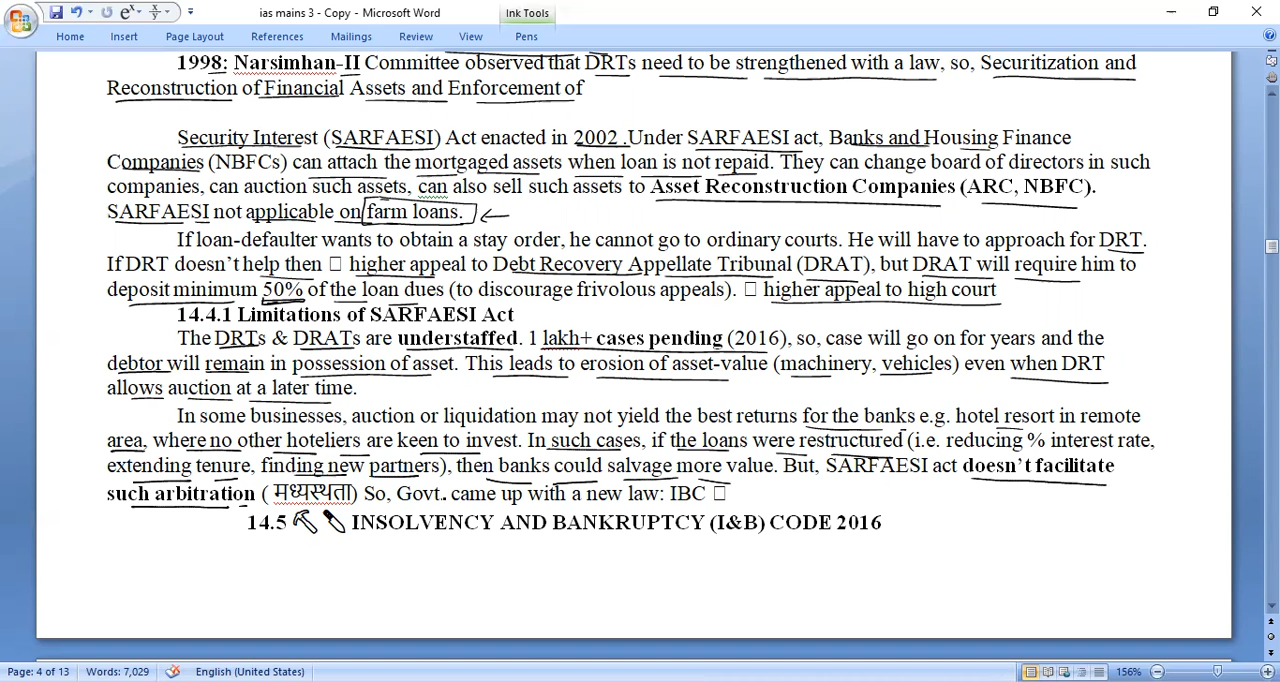 ias mains 3 - Copy - Microsoft Word
Ink Tools
Home Insert Page Layout References Mailings Review View Pens
1998: Narsimhan-II Committee observed that DRTs need to be strengthened with a law, so, Securitization and
Reconstruction of Financial Assets and Enforcement of
Security Interest (SARFAESI) Act enacted in 2002 .Under SARFAESI act, Banks and Housing Finance
Companies (NBFCs) can attach the mortgaged assets when loan is not repaid. They can change board of directors in such
companies, can auction such assets, can also sell such assets to Asset Reconstruction Companies (ARC, NBFC).
SARFAESI not applicable on farm loans.
If loan-defaulter wants to obtain a stay order, he cannot go to ordinary courts. He will have to approach for DRT.
If DRT doesn't help then □ higher appeal to Debt Recovery Appellate Tribunal (DRAT), but DRAT will require him to
deposit minimum 50% of the loan dues (to discourage frivolous appeals). □ higher appeal to high court
14.4.1 Limitations of SARFAESI Act
The DRTs & DRATs are understaffed. 1 lakh+ cases pending (2016), so, case will go on for years and the
debtor will remain in possession of asset. This leads to erosion of asset-value (machinery, vehicles) even when DRT
allows auction at a later time.
In some businesses, auction or liquidation may not yield the best returns for the banks e.g. hotel resort in remote
area, where no other hoteliers are keen to invest. In such cases, if the loans were restructured (i.e. reducing % interest rate,
extending tenure, finding new partners), then banks could salvage more value. But, SARFAESI act doesn't facilitate
such arbitration ( मध्यस्थता) So, Govt.. came up with a new law: IBC □
14.5 INSOLVENCY AND BANKRUPTCY (I&B) CODE 2016
Page: 4 of 13 Words: 7,029 English (United States) 156%